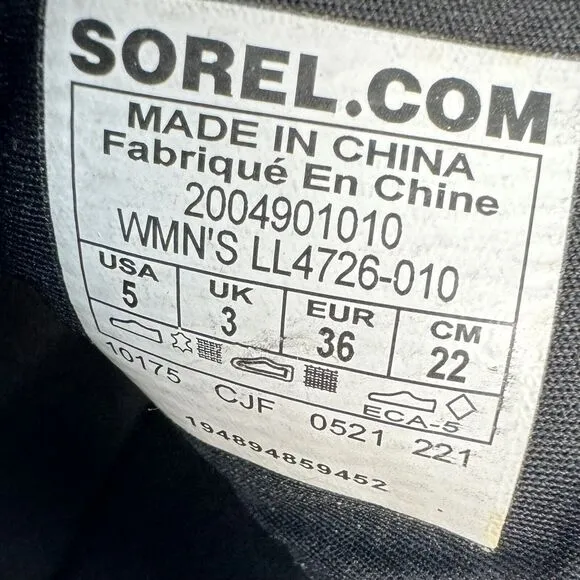 SOREL.COM
MADE IN CHINA
Fabriqué En Chine
2004901010
WMN'S LL4726-010
USA UK EUR CM
5 3 36 22
ECA-5
10175 CJF 0521 221
194894859452